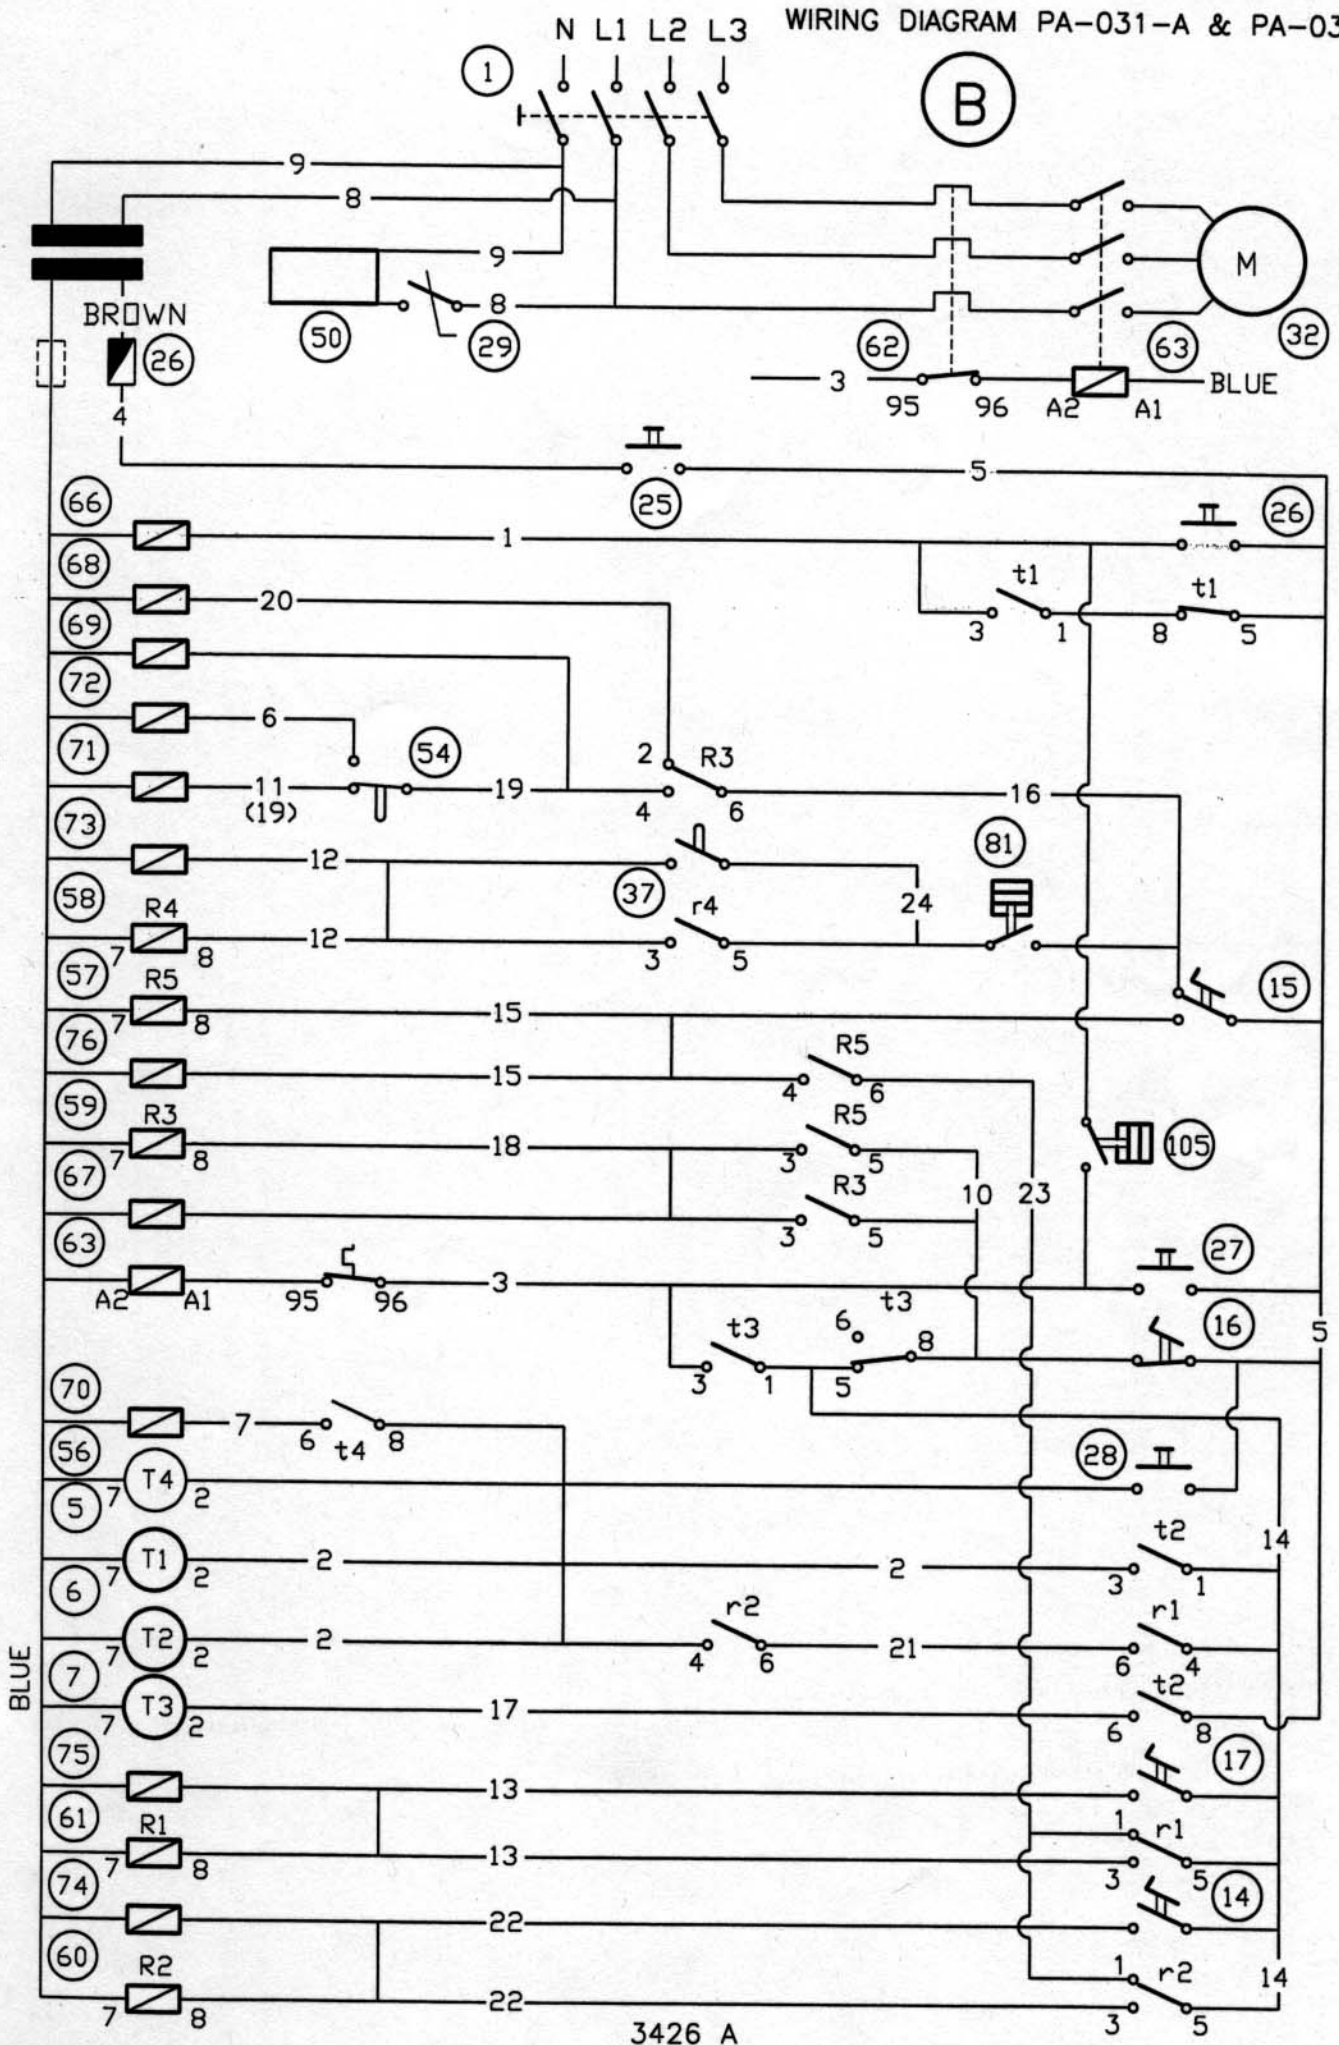 WIRING DIAGRAM PA-031-A & PA-03
N L1 L2 L3
1
B
9
8
9
M
8
BROWN
26
50
29
62
63
32
3
BLUE
95 96 A2 A1
4
5
66
25
26
1
68
t1
t1
20
69
3 1 8 5
72
6
54
71
2 R3
11
19
16
(19)
4 6
73
81
12
37
24
58
r4
R4
12
7 8
3 5
57
15
R5
15
7 8
76
R5
15
4 6
59
R3
R5
18
105
7 8
3 5
67
R3
10 23
3 5
63
27
A2 A1
95 96
3
t3
16
6
8
5
t3
3 1
5
70
7
6 t4 8
56
28
T4
7 2
5
t2
14
T1
2
2
7 2
3 1
6
r2
r1
T2
2
21
7 2
4 6
6 4
BLUE
7
t2
T3
17
7 2
6 8
75
17
13
61
1 r1
R1
13
7 8
3 5
74
14
22
60
1 r2
R2
14
22
7 8
3 5
3426 A